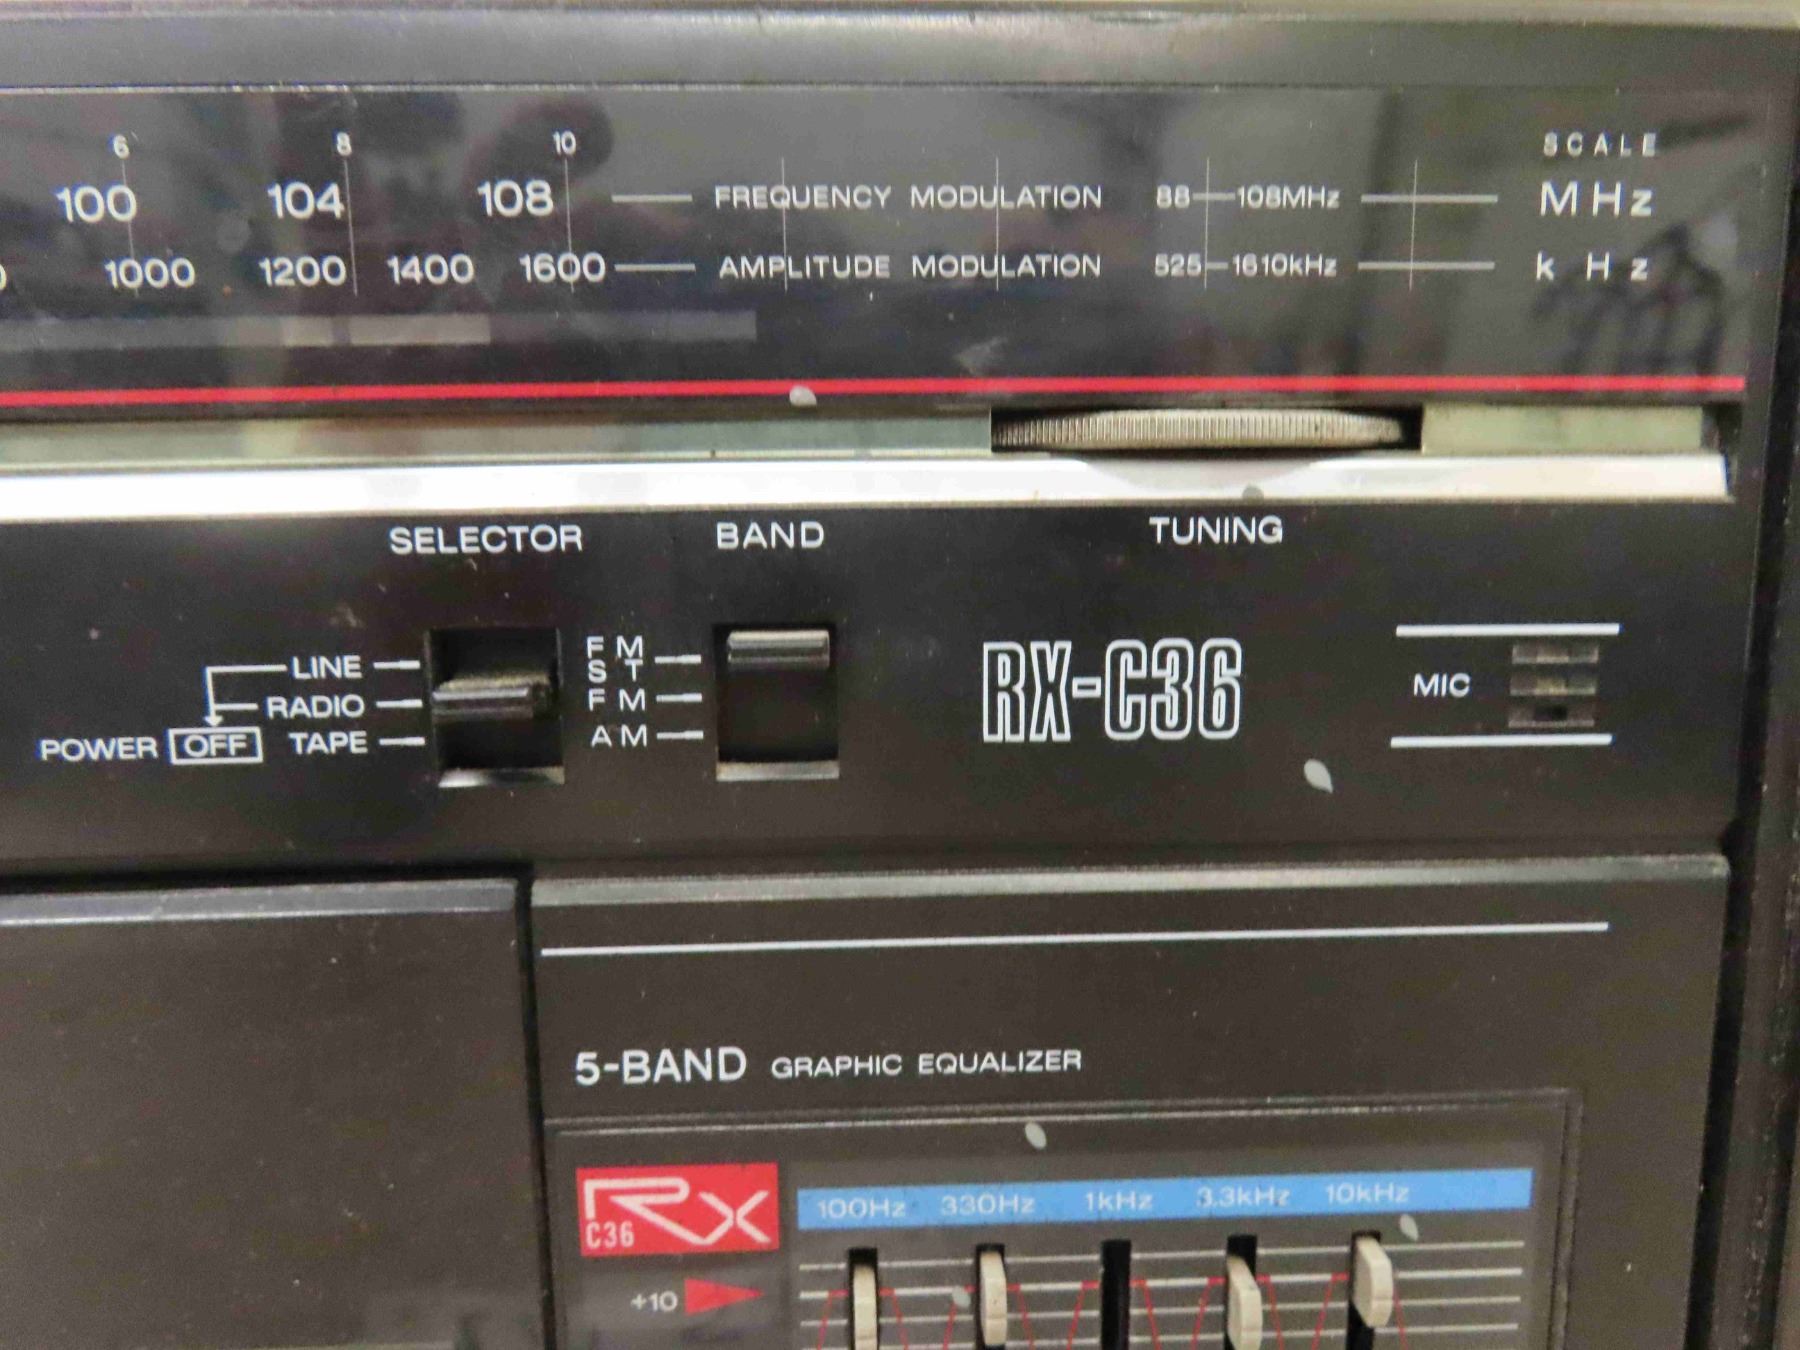 6 8 10 SCALE
100 104 108 FREQUENCY MODULATION 88—108MHz MHz
1000 1200 1400 1600 AMPLITUDE MODULATION 525—1610kHz kHz
SELECTOR BAND TUNING
LINE
RADIO
POWER OFF TAPE
FM
ST
FM
AM
RX-C36
MIC
5-BAND GRAPHIC EQUALIZER
RX
C36
100Hz 330Hz 1kHz 3.3kHz 10kHz
+10